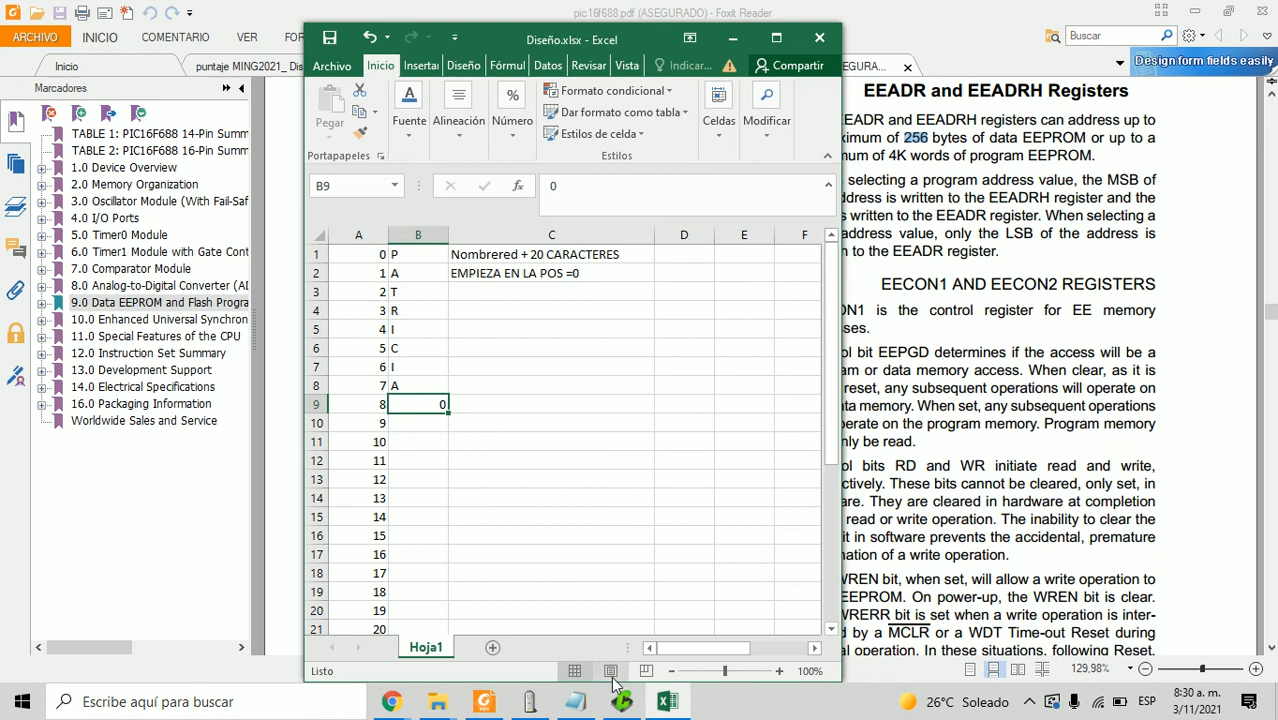 pic16f688.pdf (ASEGURADO) - Foxit Reader
ARCHIVO INICIO COMENTARIO VER FOR
Buscar
Inicio puntaje MING2021_ Dis EGURA...
Design form fields easily
Marcadores
TABLE 1: PIC16F688 14-Pin Summ
TABLE 2: PIC16F688 14-Pin Summ
1.0 Device Overview
2.0 Memory Organization
3.0 Oscillator Module (With Fail-Saf
4.0 I/O Ports
5.0 Timer0 Module
6.0 Timer1 Module with Gate Cont
7.0 Comparator Module
8.0 Analog-to-Digital Converter (AD
9.0 Data EEPROM and Flash Progra
10.0 Enhanced Universal Synchron
11.0 Special Features of the CPU
12.0 Instruction Set Summary
13.0 Development Support
14.0 Electrical Specifications
16.0 Packaging Information
Worldwide Sales and Service
Diseño.xlsx - Excel
Archivo Inicio Insertar Diseño Fórmul Datos Revisar Vista Indicar... Compartir
Pegar
Fuente
Alineación
Número
Formato condicional
Dar formato como tabla
Estilos de celda
Celdas
Modificar
Portapapeles
Estilos
B9 fx 0
A B C D E F
1 0 P Nombrered + 20 CARACTERES
2 1 A EMPIEZA EN LA POS =0
3 2 T
4 3 R
5 4 I
6 5 C
7 6 I
8 7 A
9 8 0
10 9
11 10
12 11
13 12
14 13
15 14
16 15
17 16
18 17
19 18
20 19
21 20
Hoja1
Listo 100%
EEADR and EEADRH Registers
EADR and EEADRH registers can address up to
ximum of 256 bytes of data EEPROM or up to a
mum of 4K words of program EEPROM.
selecting a program address value, the MSB of
ddress is written to the EEADRH register and the
s written to the EEADR register. When selecting a
address value, only the LSB of the address is
n to the EEADR register.
EECON1 AND EECON2 REGISTERS
ON1 is the control register for EE memory
sses.
ol bit EEPGD determines if the access will be a
am or data memory access. When clear, as it is
reset, any subsequent operations will operate on
ata memory. When set, any subsequent operations
perate on the program memory. Program memory
nly be read.
ol bits RD and WR initiate read and write,
ctively. These bits cannot be cleared, only set, in
are. They are cleared in hardware at completion
read or write operation. The inability to clear the
it in software prevents the accidental, premature
nation of a write operation.
WREN bit, when set, will allow a write operation to
EEPROM. On power-up, the WREN bit is clear.
WRERR bit is set when a write operation is inter-
d by a MCLR or a WDT Time-out Reset during
al operation. In these situations, following Reset,
129,98%
Escribe aquí para buscar
26°C Soleado
ESP
8:30 a. m.
3/11/2021